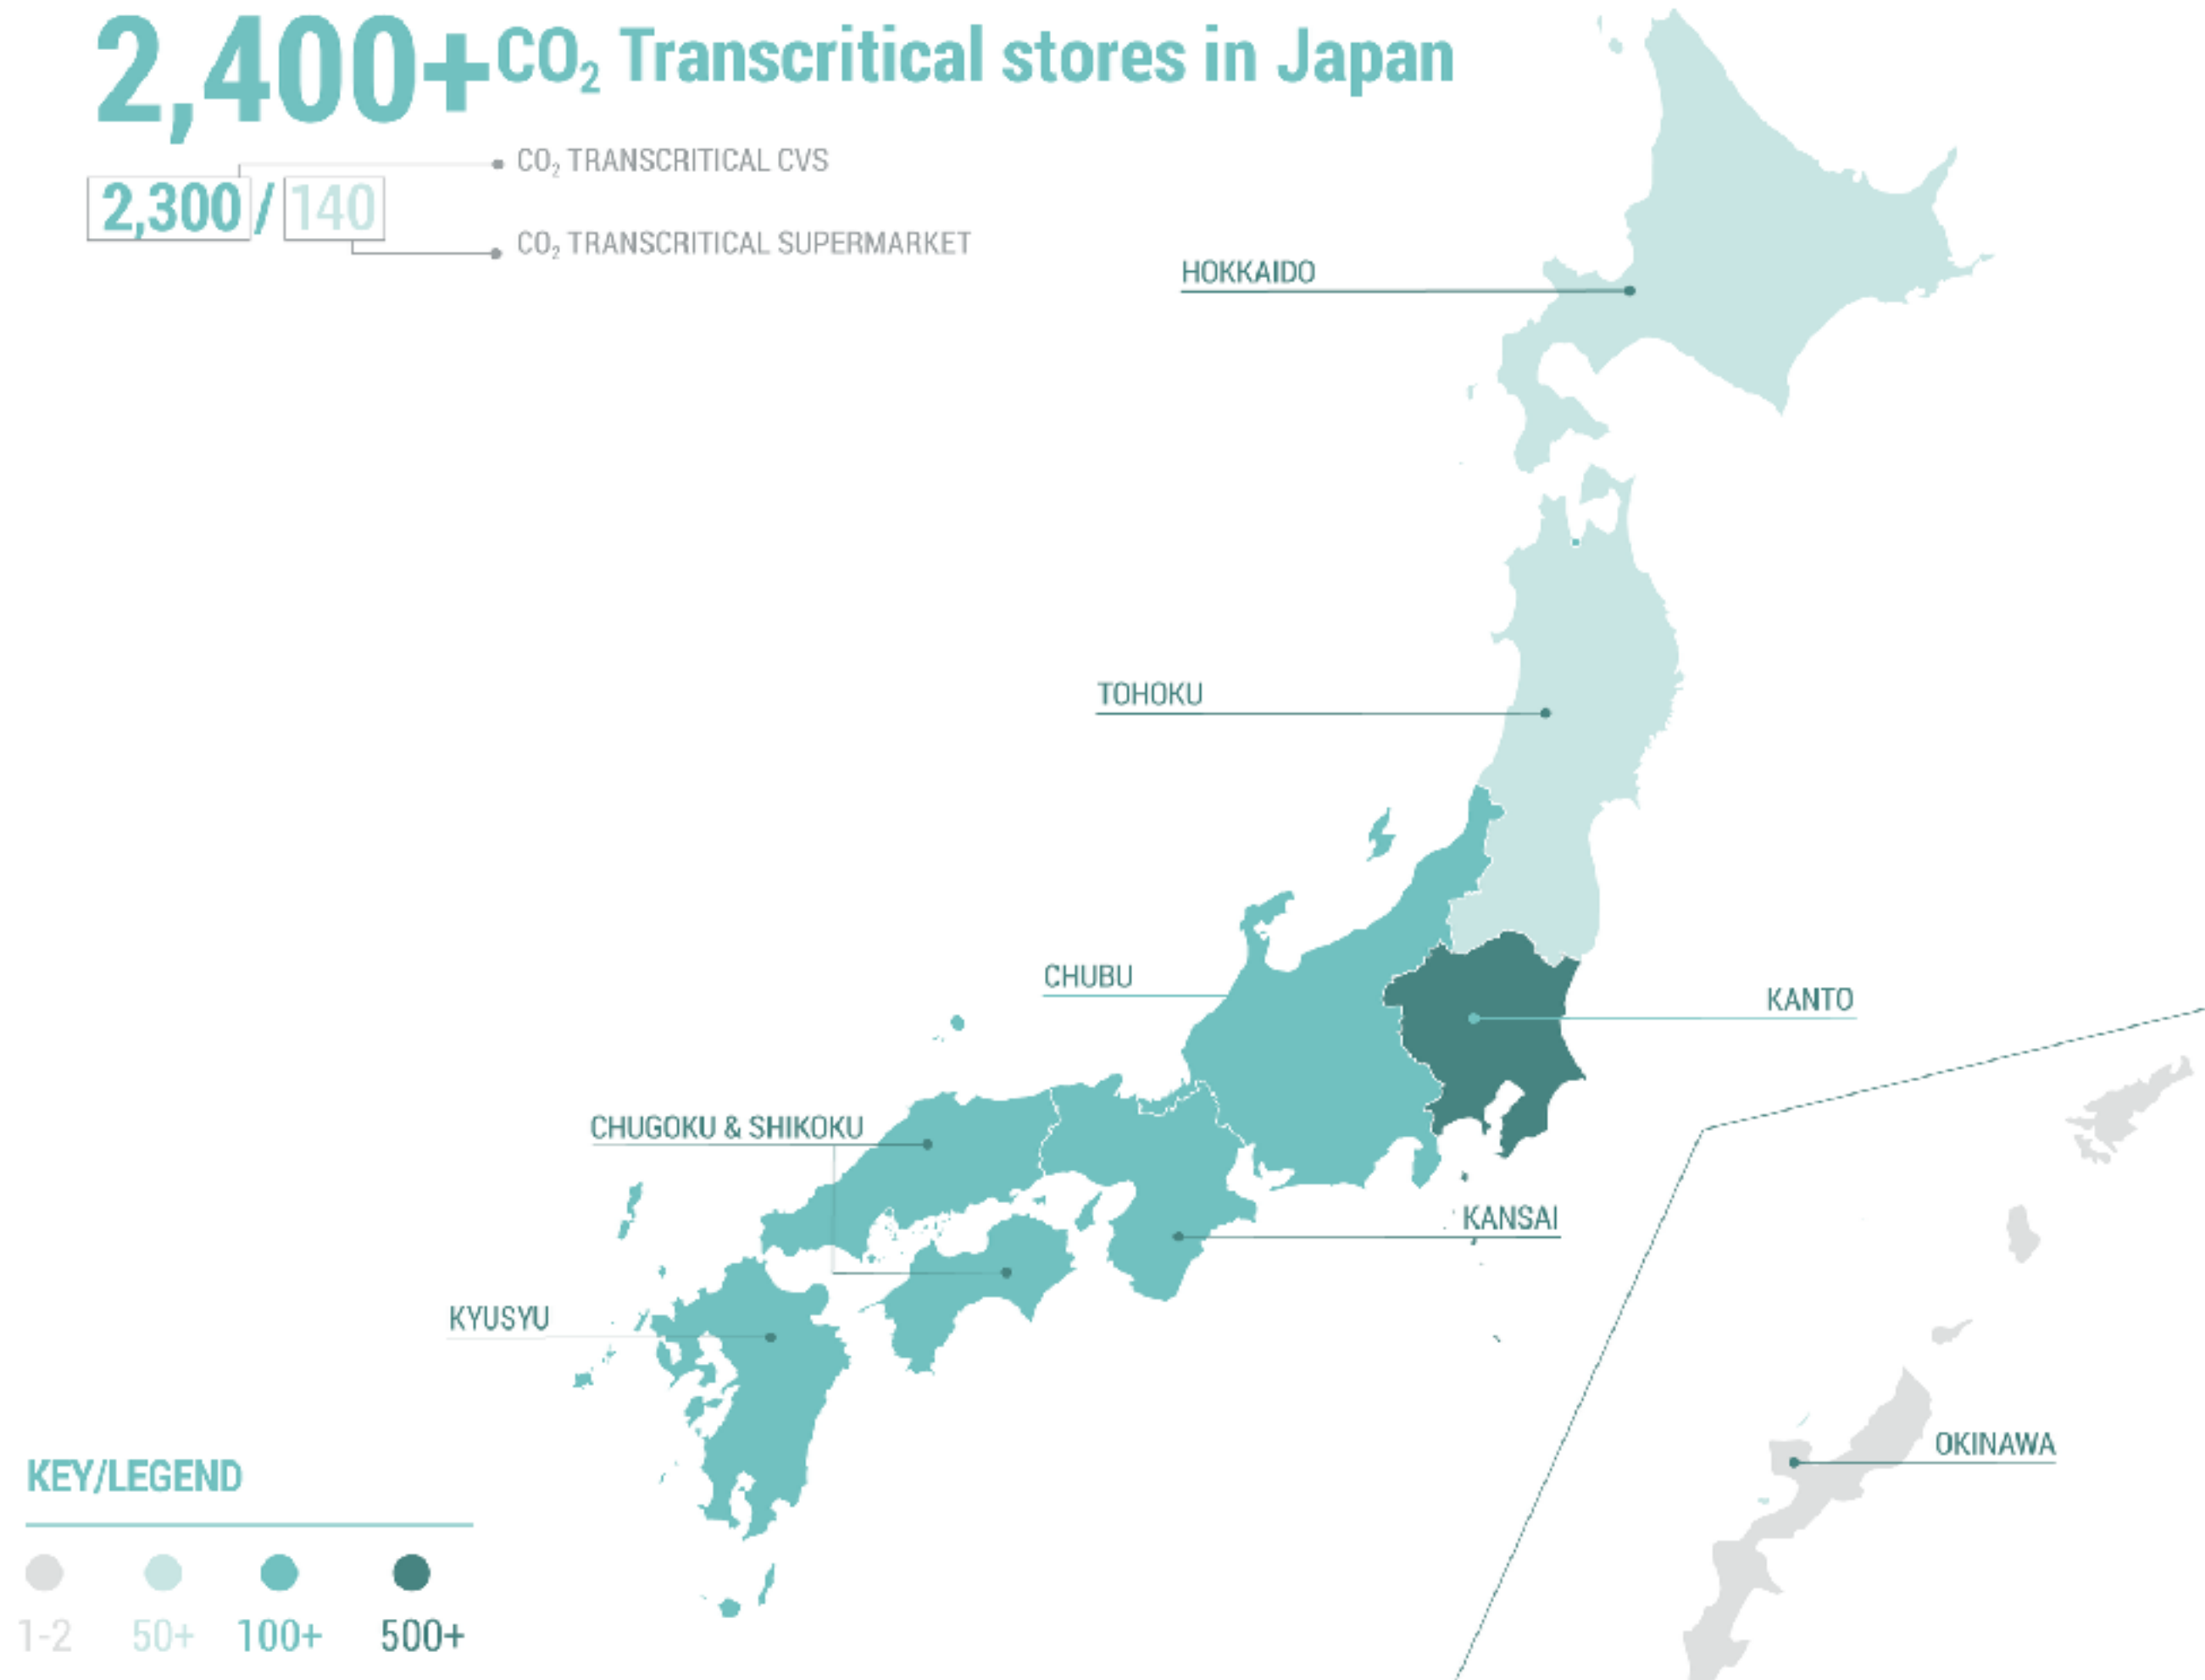 2,400+ CO₂ Transcritical stores in Japan
CO₂ TRANSCRITICAL CVS
2,300 / 140
CO₂ TRANSCRITICAL SUPERMARKET
HOKKAIDO
TOHOKU
CHUBU
KANTO
CHUGOKU & SHIKOKU
KANSAI
KYUSYU
OKINAWA
KEY/LEGEND
1-2 50+ 100+ 500+